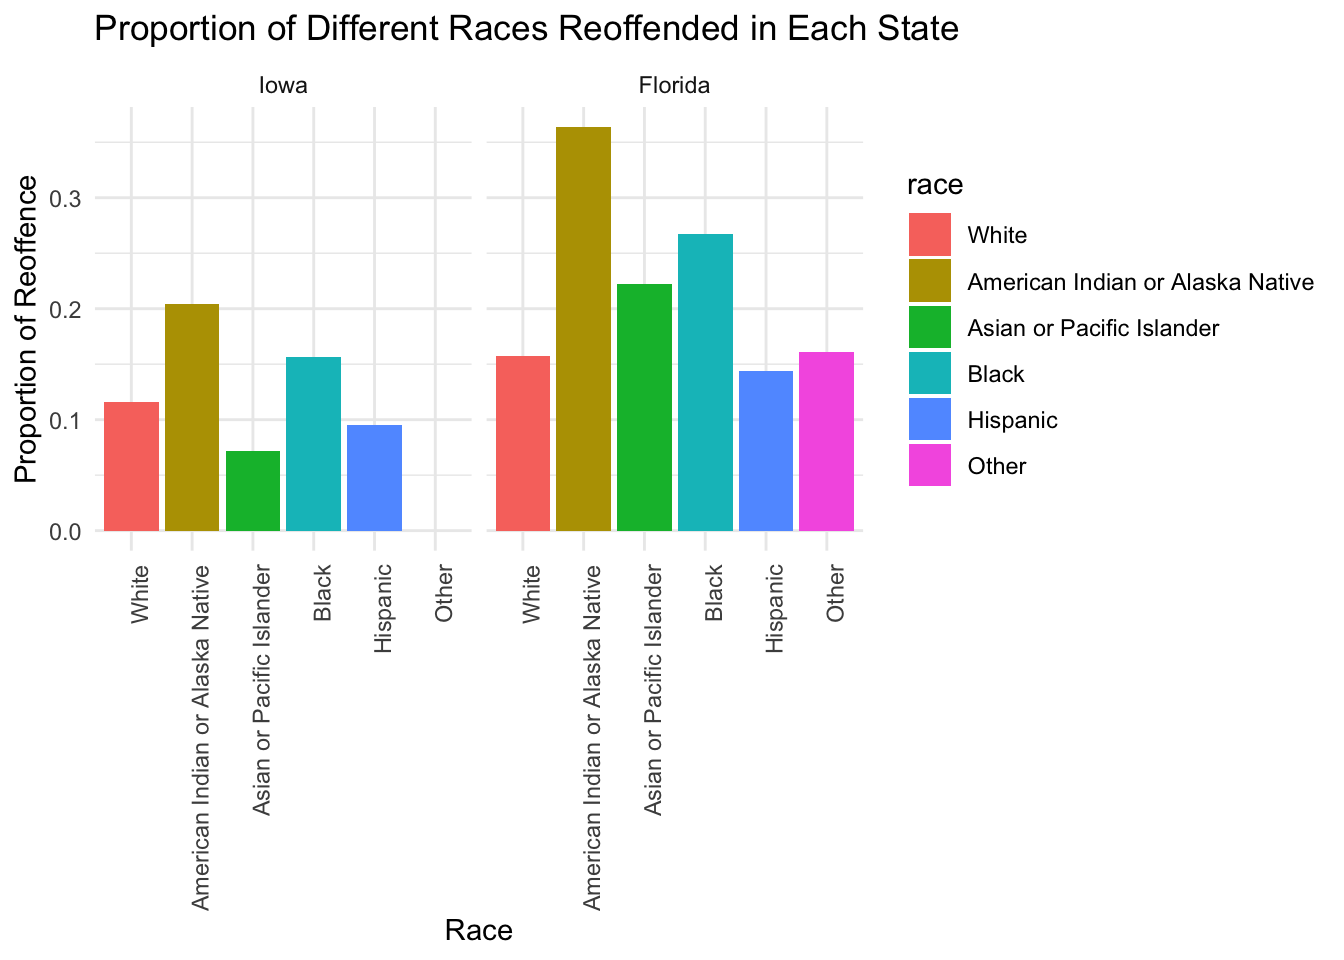 Proportion of Different Races Reoffended in Each State
Iowa
Florida
Proportion of Reoffence
0.3
0.2
0.1
0.0
White
American Indian or Alaska Native
Asian or Pacific Islander
Black
Hispanic
Other
White
American Indian or Alaska Native
Asian or Pacific Islander
Black
Hispanic
Other
Race
race
White
American Indian or Alaska Native
Asian or Pacific Islander
Black
Hispanic
Other